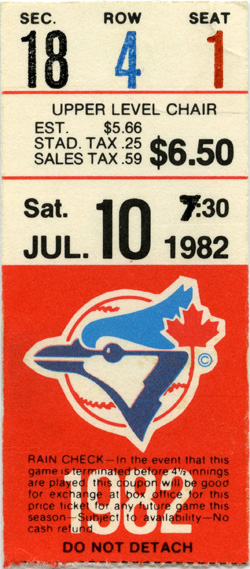 SEC. ROW SEAT
18 4 1
UPPER LEVEL CHAIR
EST. $5.66
STAD. TAX .25
SALES TAX .59 $6.50
Sat. 7:30
JUL. 10 1982
©
RAIN CHECK—In the event that this
game is terminated before 4½ innings
are played, this coupon will be good
for exchange at box office for this
price ticket for any future game this
season—Subject to availability—No
cash refund.
1982
DO NOT DETACH